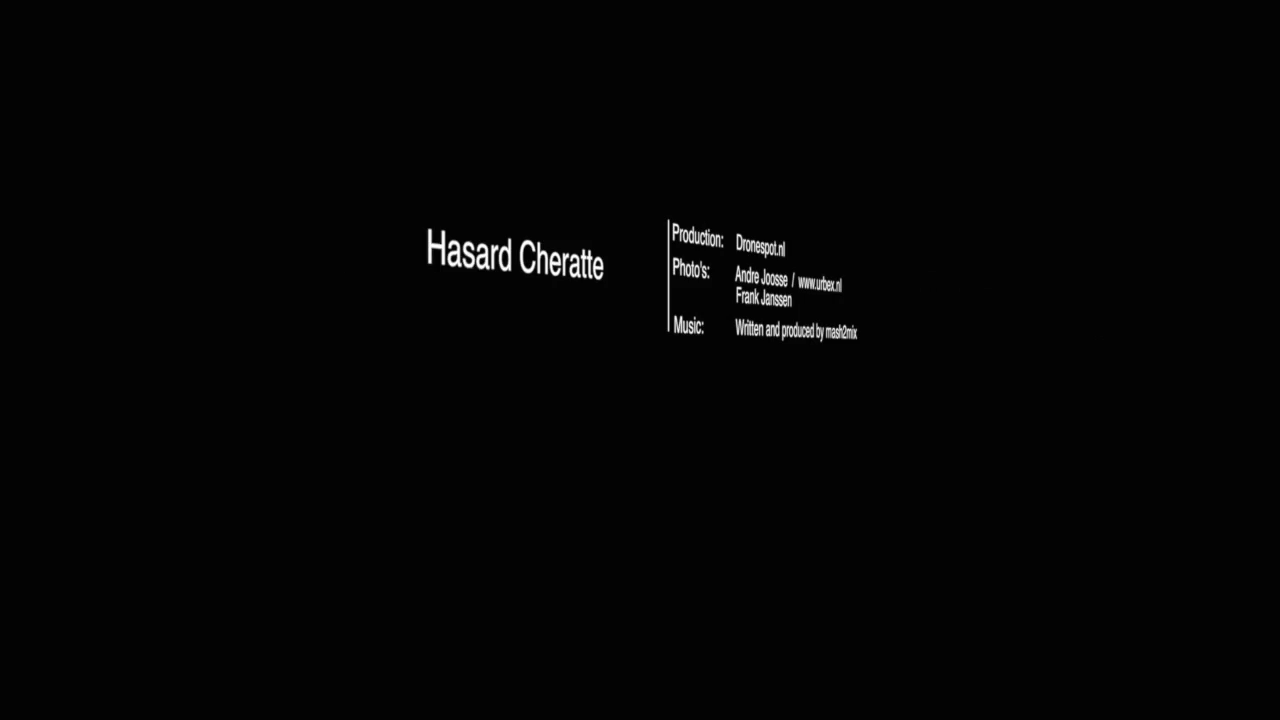 Hasard Cheratte
Production: Dronespot.nl
Photo's: Andre Joosse / www.urbex.nl
Frank Janssen
Music: Written and produced by mash2mix